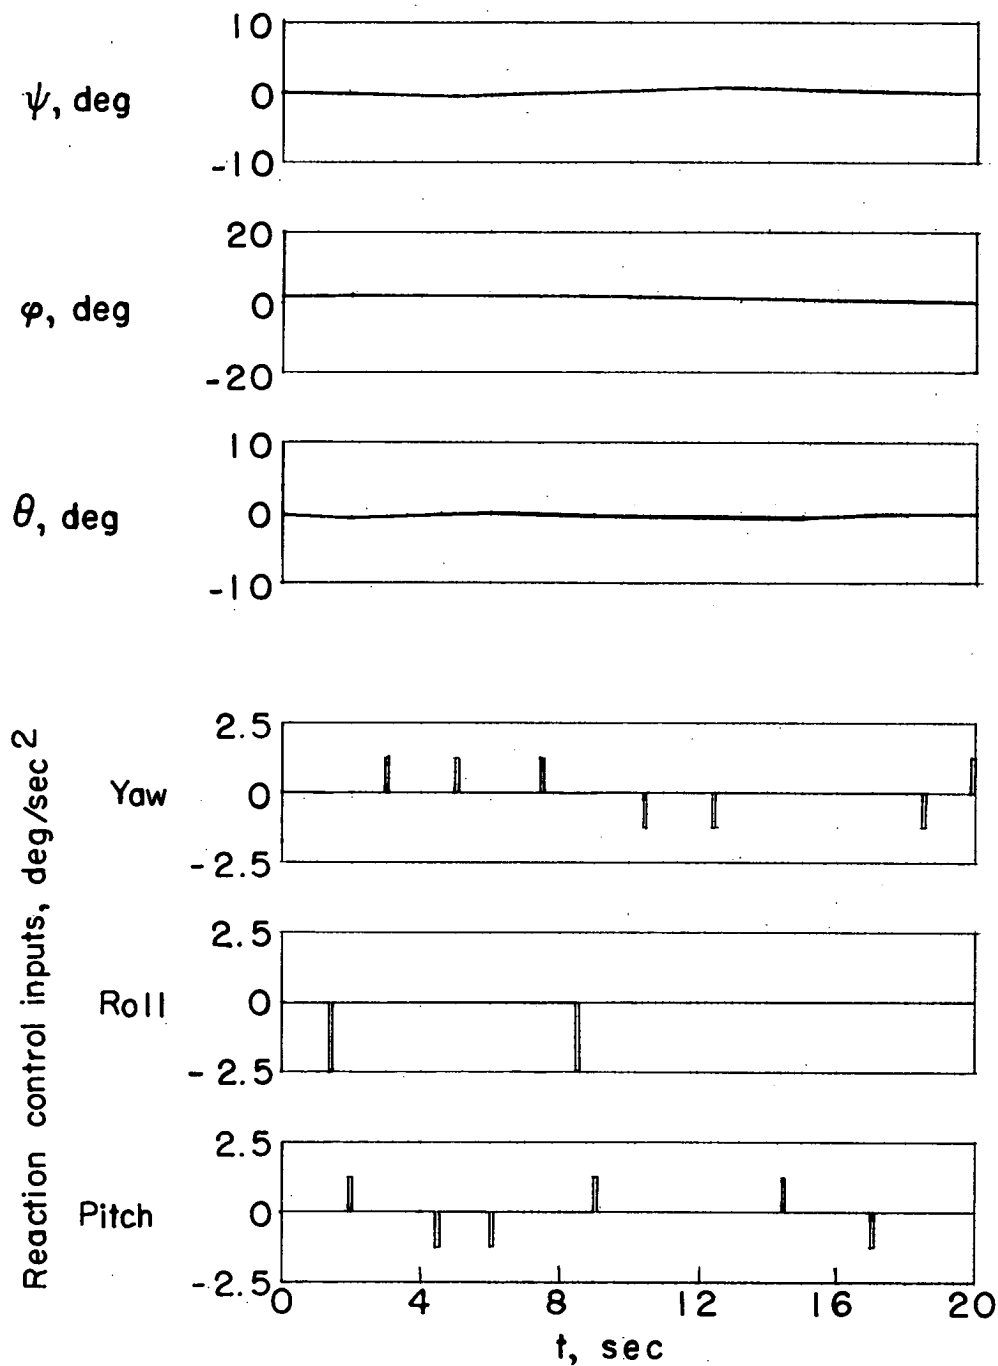 10
ψ, deg
0
-10
20
φ, deg
0
-20
10
θ, deg
0
-10
Reaction control inputs, deg/sec2
2.5
Yaw
0
-2.5
2.5
Roll
0
-2.5
2.5
Pitch
0
-2.5
0 4 8 12 16 20
t, sec